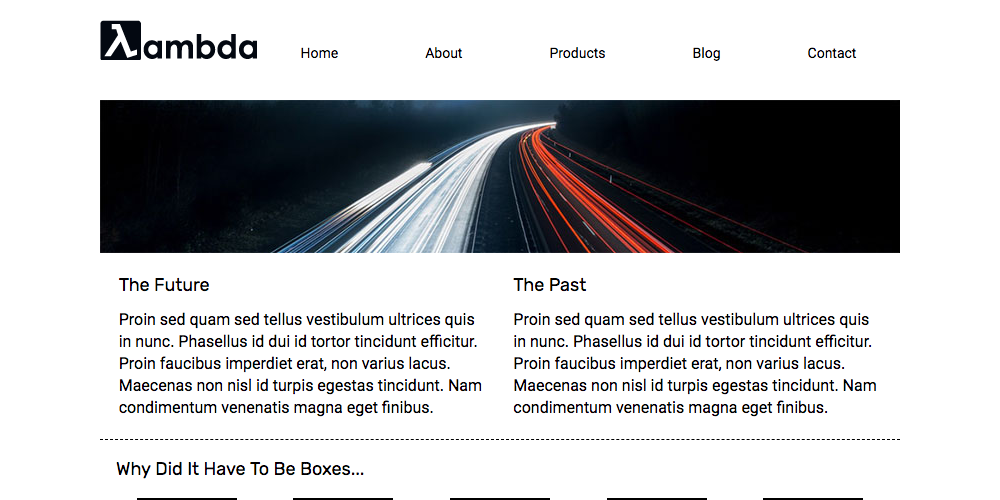 λambda
Home About Products Blog Contact
The Future
Proin sed quam sed tellus vestibulum ultrices quis
in nunc. Phasellus id dui id tortor tincidunt efficitur.
Proin faucibus imperdiet erat, non varius lacus.
Maecenas non nisl id turpis egestas tincidunt. Nam
condimentum venenatis magna eget finibus.
The Past
Proin sed quam sed tellus vestibulum ultrices quis
in nunc. Phasellus id dui id tortor tincidunt efficitur.
Proin faucibus imperdiet erat, non varius lacus.
Maecenas non nisl id turpis egestas tincidunt. Nam
condimentum venenatis magna eget finibus.
Why Did It Have To Be Boxes...